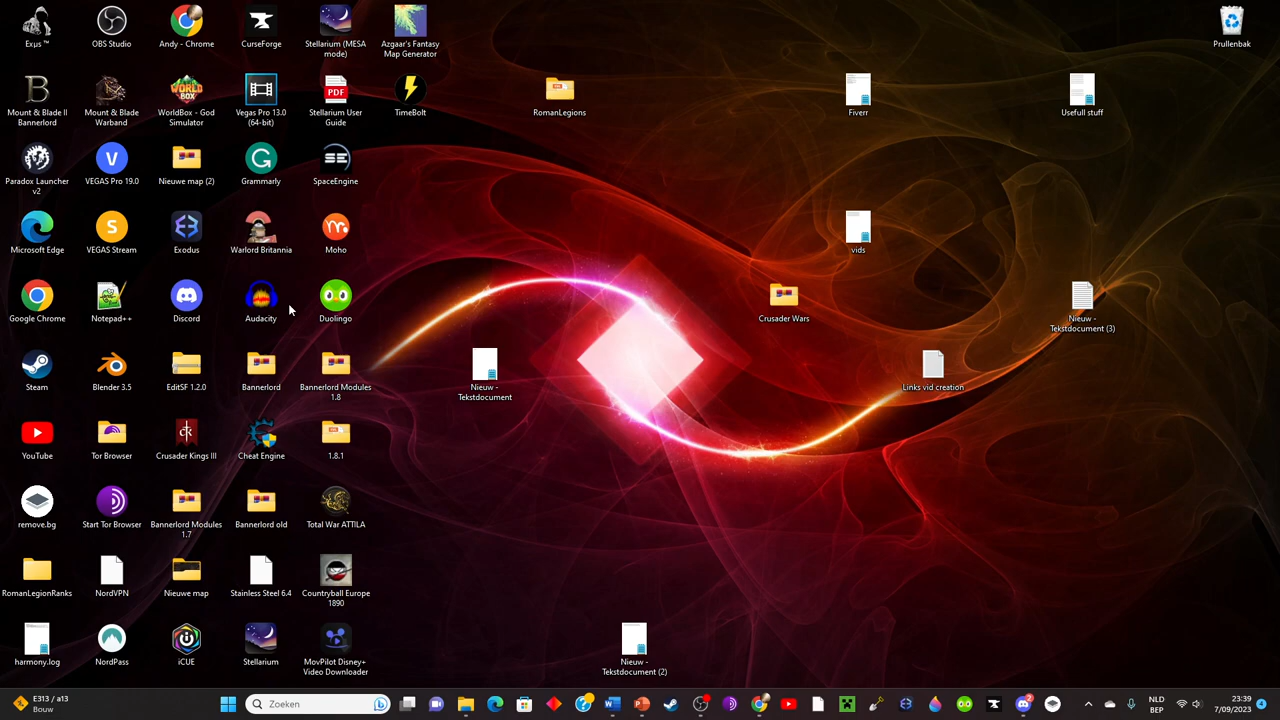 Exus ™
OBS Studio
Andy - Chrome
CurseForge
Stellarium (MESA
mode)
Azgaar's Fantasy
Map Generator
Prullenbak
Mount & Blade II
Bannerlord
Mount & Blade
Warband
WorldBox - God
Simulator
Vegas Pro 13.0
(64-bit)
PDF
Stellarium User
Guide
TimeBolt
RomanLegions
Fiverr
Usefull stuff
Paradox Launcher
v2
VEGAS Pro 19.0
Nieuwe map (2)
Grammarly
SpaceEngine
Microsoft Edge
VEGAS Stream
Exodus
Warlord Britannia
Moho
vids
Google Chrome
Notepad++
Discord
Audacity
Duolingo
Crusader Wars
Nieuw -
Tekstdocument (3)
Steam
Blender 3.5
EditSF 1.2.0
Bannerlord
Bannerlord Modules
1.8
Nieuw -
Tekstdocument
Links vid creation
YouTube
Tor Browser
Crusader Kings III
Cheat Engine
1.8.1
remove.bg
Start Tor Browser
Bannerlord Modules
1.7
Bannerlord old
Total War ATTILA
RomanLegionRanks
NordVPN
Nieuwe map
Stainless Steel 6.4
Countryball Europe
1890
harmony.log
NordPass
iCUE
Stellarium
MovPilot Disney+
Video Downloader
Nieuw -
Tekstdocument (2)
E313 / a13
Bouw
Zoeken
NLD
BEP
23:39
7/09/2023